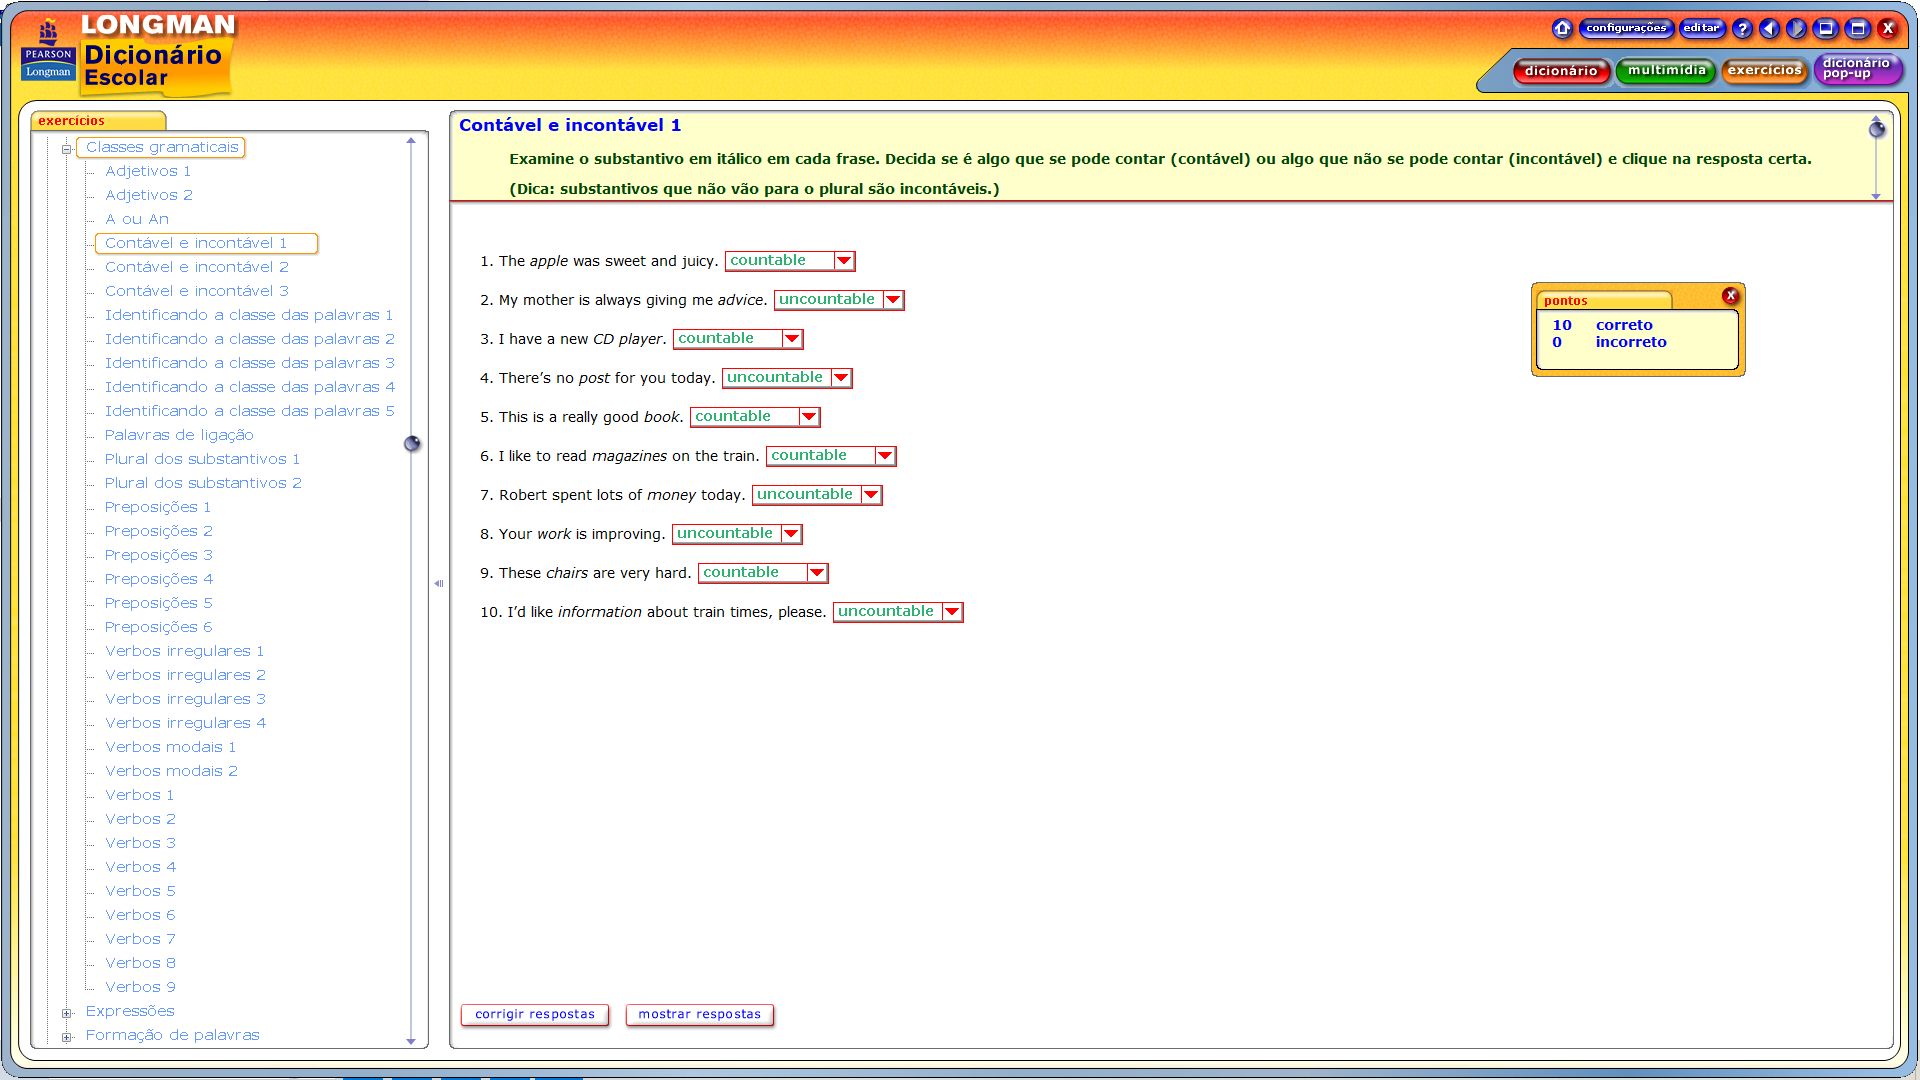 LONGMAN
Dicionário
Escolar
PEARSON
Longman
configurações
editar
?
X
dicionário
multimídia
exercícios
dicionário
pop-up
exercícios
Classes gramaticais
Adjetivos 1
Adjetivos 2
A ou An
Contável e incontável 1
Contável e incontável 2
Contável e incontável 3
Identificando a classe das palavras 1
Identificando a classe das palavras 2
Identificando a classe das palavras 3
Identificando a classe das palavras 4
Identificando a classe das palavras 5
Palavras de ligação
Plural dos substantivos 1
Plural dos substantivos 2
Preposições 1
Preposições 2
Preposições 3
Preposições 4
Preposições 5
Preposições 6
Verbos irregulares 1
Verbos irregulares 2
Verbos irregulares 3
Verbos irregulares 4
Verbos modais 1
Verbos modais 2
Verbos 1
Verbos 2
Verbos 3
Verbos 4
Verbos 5
Verbos 6
Verbos 7
Verbos 8
Verbos 9
Expressões
Formação de palavras
Contável e incontável 1
Examine o substantivo em itálico em cada frase. Decida se é algo que se pode contar (contável) ou algo que não se pode contar (incontável) e clique na resposta certa.
(Dica: substantivos que não vão para o plural são incontáveis.)
1. The apple was sweet and juicy. countable
2. My mother is always giving me advice. uncountable
3. I have a new CD player. countable
4. There’s no post for you today. uncountable
5. This is a really good book. countable
6. I like to read magazines on the train. countable
7. Robert spent lots of money today. uncountable
8. Your work is improving. uncountable
9. These chairs are very hard. countable
10. I’d like information about train times, please. uncountable
pontos
X
10 correto
0 incorreto
corrigir respostas
mostrar respostas